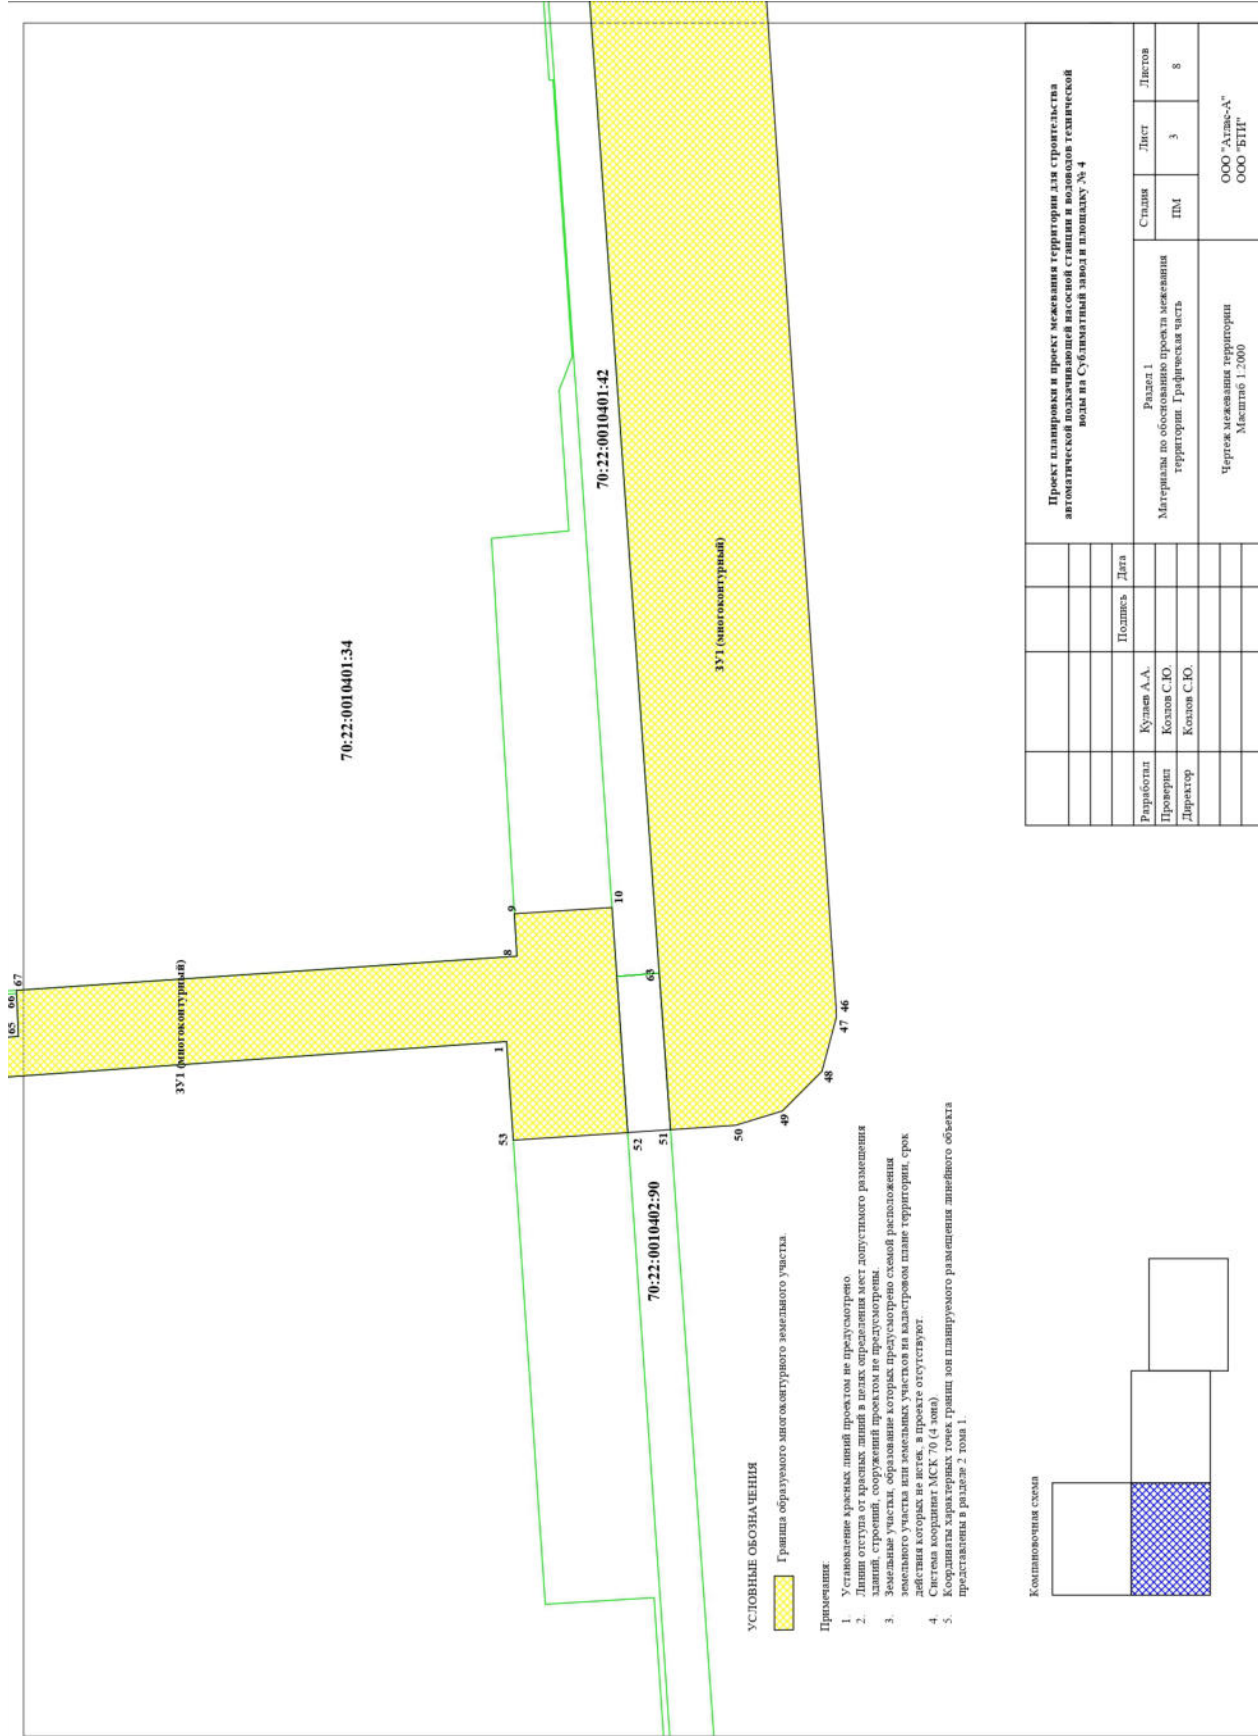 65
66
67
ЗУ1 (многоконтурный)
70:22:0010401:34
1
8
9
53
10
70:22:0010401:42
52
63
51
70:22:0010402:90
50
49
48
47
46
ЗУ1 (многоконтурный)
УСЛОВНЫЕ ОБОЗНАЧЕНИЯ
Граница образуемого многоконтурного земельного участка.
Примечания:
1. Установление красных линий проектом не предусмотрено.
2. Линии отступа от красных линий в целях определения мест допустимого размещения
зданий, строений, сооружений проектом не предусмотрены.
3. Земельные участки, образование которых предусмотрено схемой расположения
земельного участка или земельных участков на кадастровом плане территории, срок
действия которых не истек, в проекте отсутствуют.
4. Система координат МСК 70 (4 зона).
5. Координаты характерных точек границ зон планируемого размещения линейного объекта
представлены в разделе 2 тома 1.
Компановочная схема
Проект планировки и проект межевания территории для строительства
автоматической подкачивающей насосной станции и водоводов технической
воды на Сублиматный завод и площадку № 4
Подпись Дата
Разработал Кулаев А.А.
Проверил Козлов С.Ю.
Директор Козлов С.Ю.
Раздел 1
Материалы по обоснованию проекта межевания
территории. Графическая часть
Стадия Лист Листов
ПМ 3 8
Чертеж межевания территории
Масштаб 1:2000
ООО "Атлас-А"
ООО "БТИ"